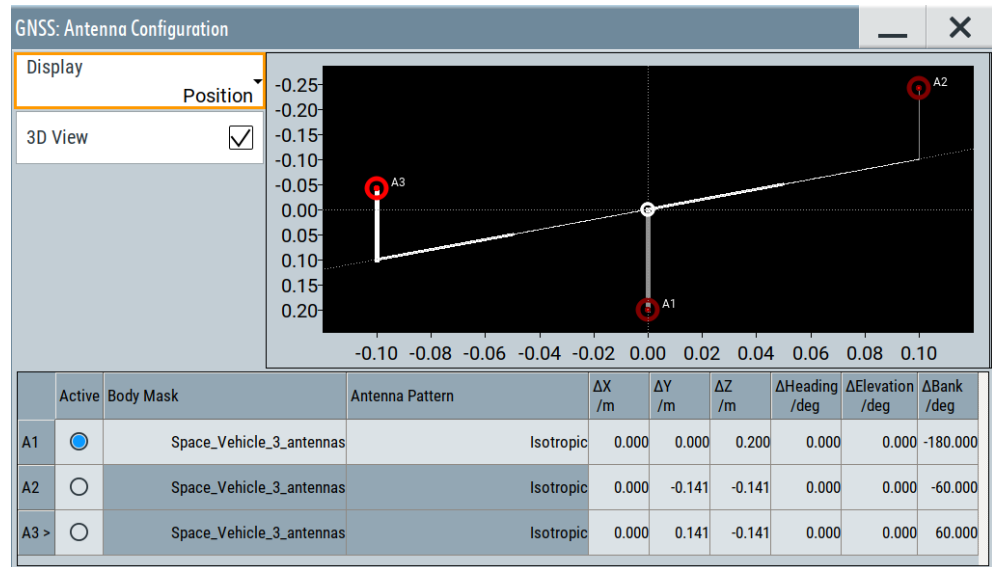 GNSS: Antenna Configuration
Display
Position
3D View
-0.25
-0.20
-0.15
-0.10
-0.05
0.00
0.05
0.10
0.15
0.20
A2
A3
A1
-0.10 -0.08 -0.06 -0.04 -0.02 0.00 0.02 0.04 0.06 0.08 0.10
Active Body Mask Antenna Pattern ΔX /m ΔY /m ΔZ /m ΔHeading /deg ΔElevation /deg ΔBank /deg
A1 Space_Vehicle_3_antennas Isotropic 0.000 0.000 0.200 0.000 0.000 -180.000
A2 Space_Vehicle_3_antennas Isotropic 0.000 -0.141 -0.141 0.000 0.000 -60.000
A3 > Space_Vehicle_3_antennas Isotropic 0.000 0.141 -0.141 0.000 0.000 60.000